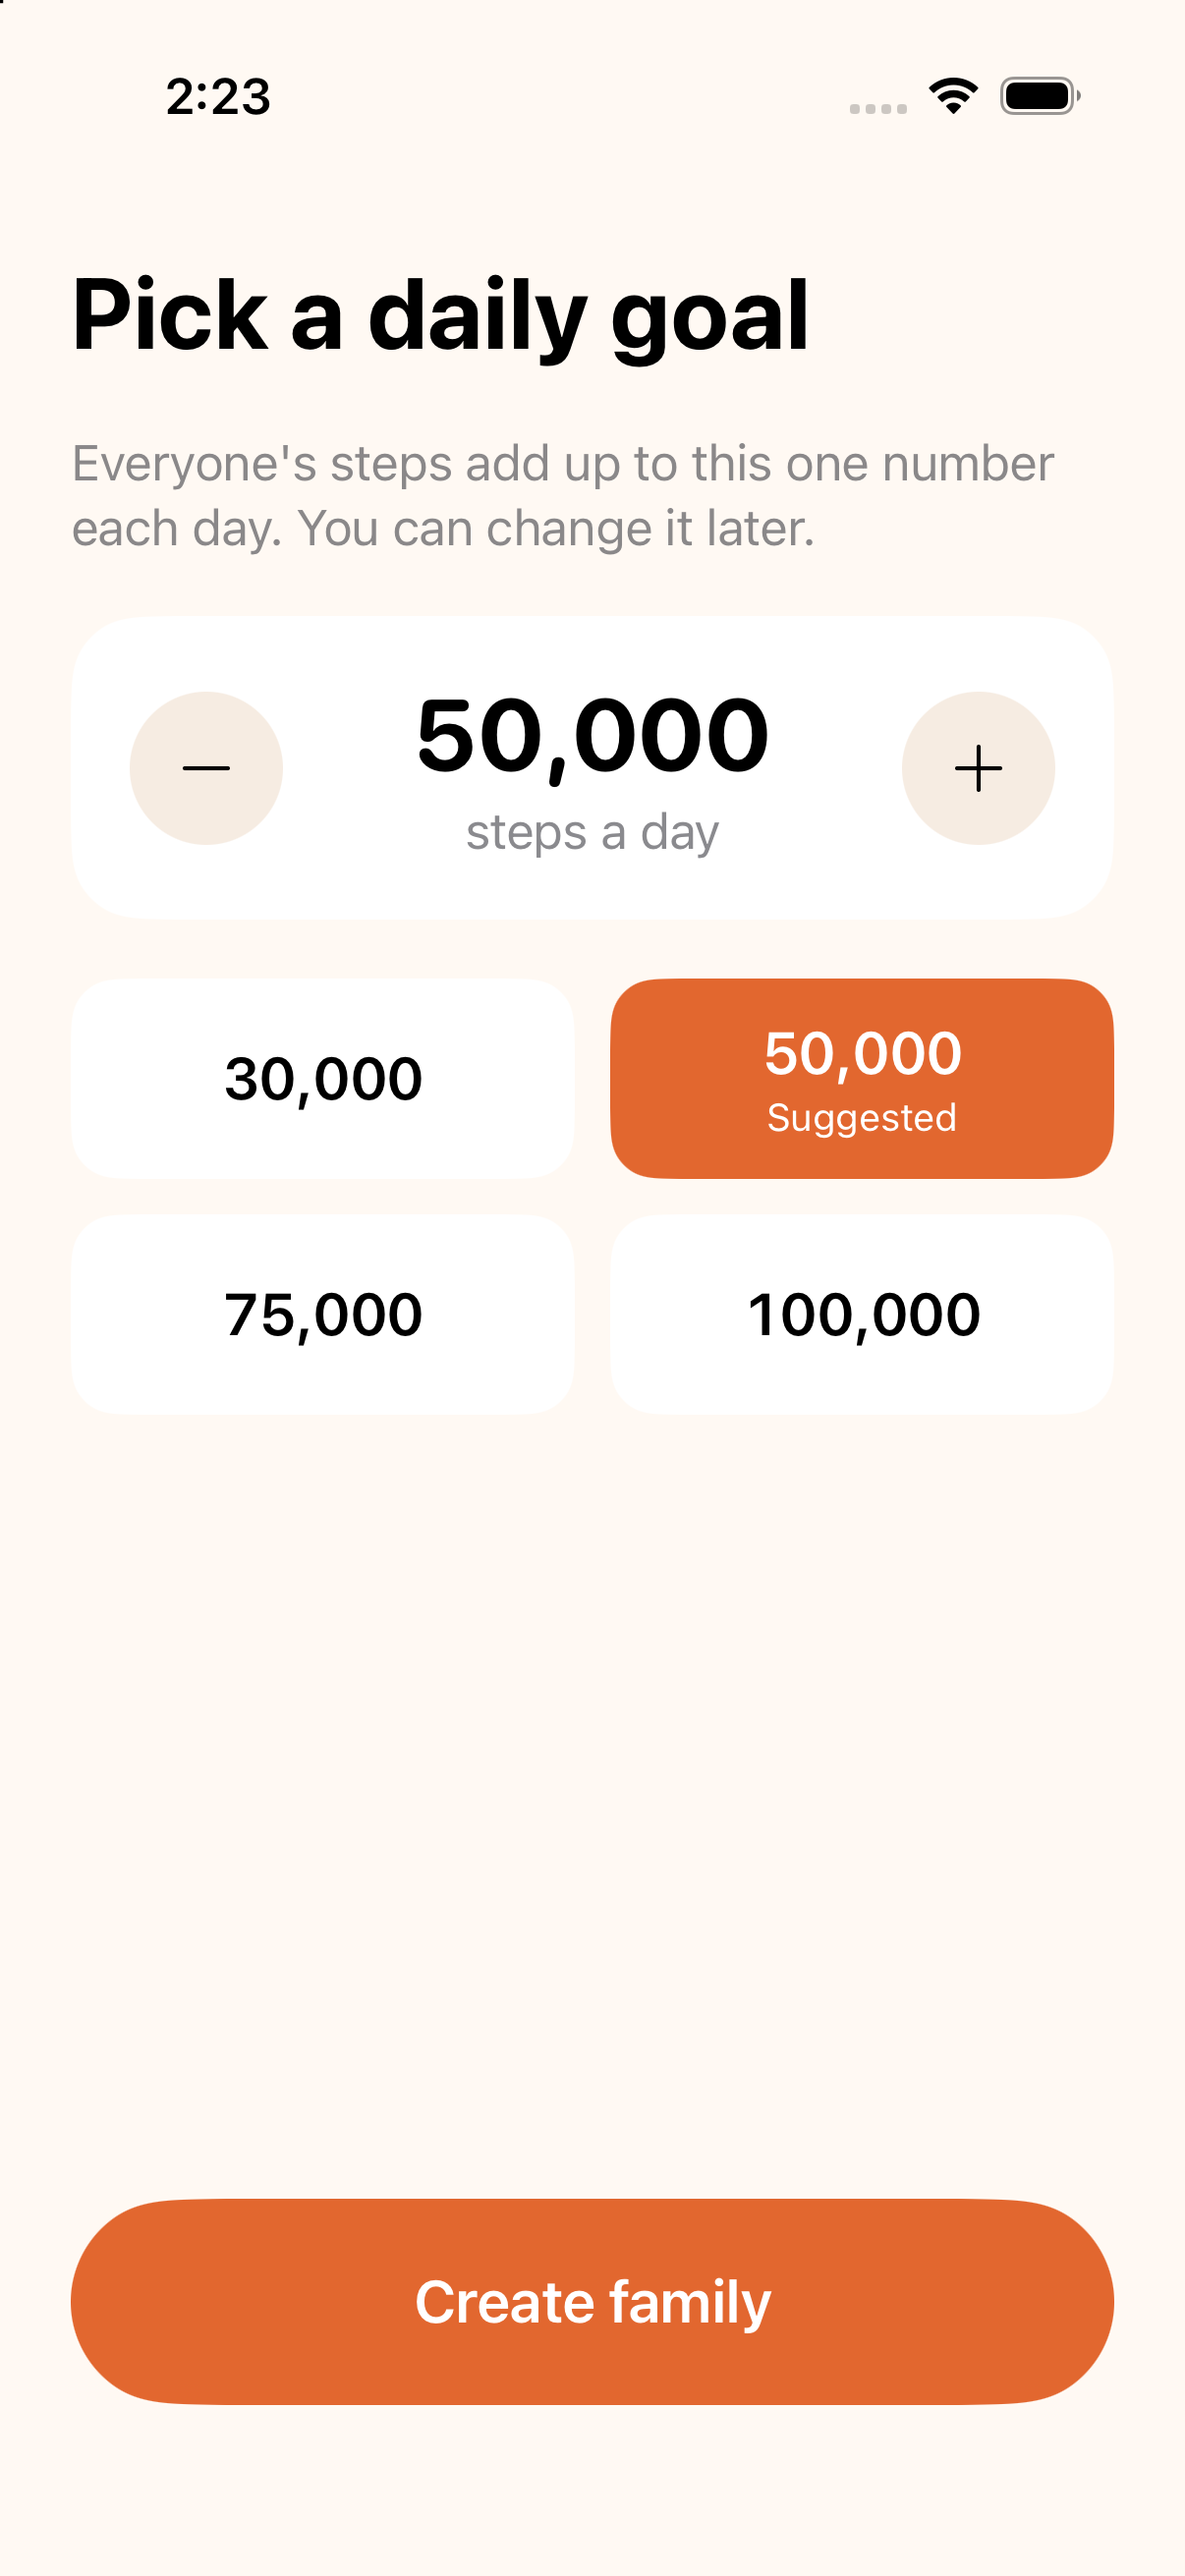 2:23
Pick a daily goal
Everyone's steps add up to this one number
each day. You can change it later.
50,000
steps a day
30,000
50,000
Suggested
75,000
100,000
Create family